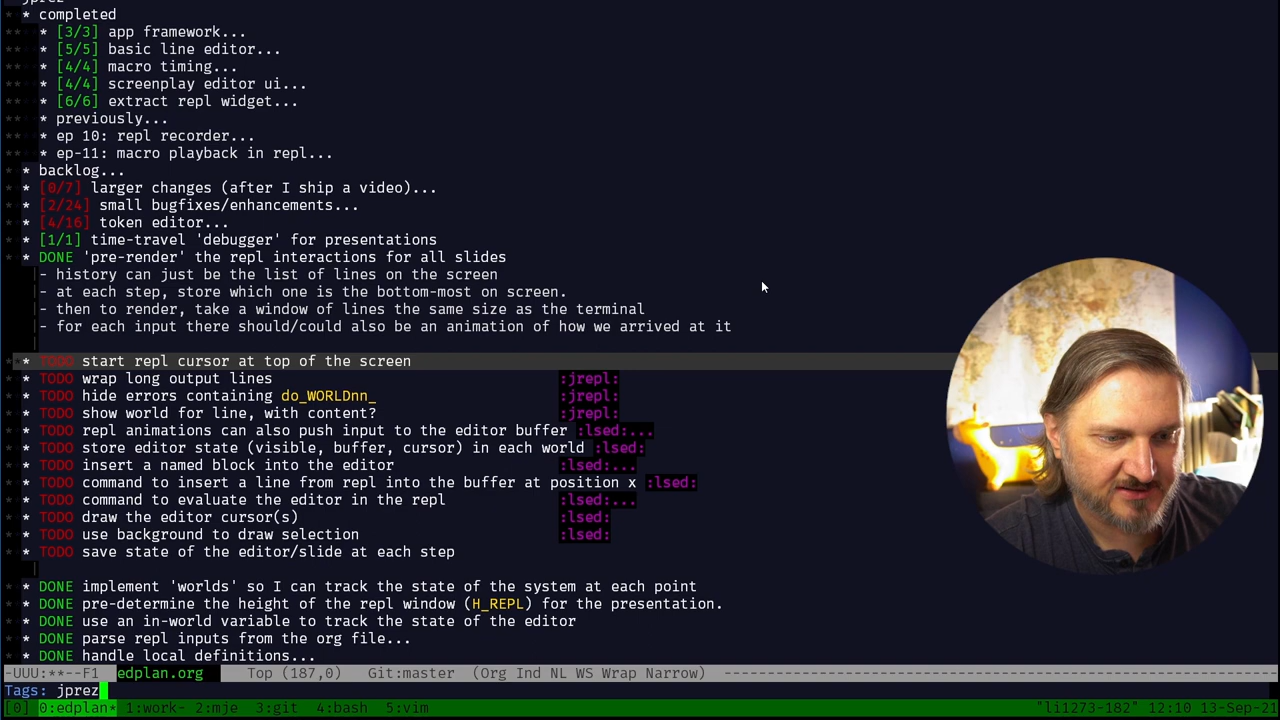 * completed
* [3/3] app framework...
* [5/5] basic line editor...
* [4/4] macro timing...
* [4/4] screenplay editor ui...
* [6/6] extract repl widget...
* previously...
* ep 10: repl recorder...
* ep-11: macro playback in repl...
* backlog...
* [0/7] larger changes (after I ship a video)...
* [2/24] small bugfixes/enhancements...
* [4/16] token editor...
* [1/1] time-travel 'debugger' for presentations
* DONE 'pre-render' the repl interactions for all slides
- history can just be the list of lines on the screen
- at each step, store which one is the bottom-most on screen.
- then to render, take a window of lines the same size as the terminal
- for each input there should/could also be an animation of how we arrived at it
* TODO start repl cursor at top of the screen
* TODO wrap long output lines :jrepl:
* TODO hide errors containing do_WORLDnn_ :jrepl:
* TODO show world for line, with content? :jrepl:
* TODO repl animations can also push input to the editor buffer :lsed:...
* TODO store editor state (visible, buffer, cursor) in each world :lsed:
* TODO insert a named block into the editor :lsed:...
* TODO command to insert a line from repl into the buffer at position x :lsed:
* TODO command to evaluate the editor in the repl :lsed:...
* TODO draw the editor cursor(s) :lsed:
* TODO use background to draw selection :lsed:
* TODO save state of the editor/slide at each step
* DONE implement 'worlds' so I can track the state of the system at each point
* DONE pre-determine the height of the repl window (H_REPL) for the presentation.
* DONE use an in-world variable to track the state of the editor
* DONE parse repl inputs from the org file...
* DONE handle local definitions...
-UUU:**--F1 edplan.org Top (187,0) Git:master (Org Ind NL WS Wrap Narrow) ----------------------------------------------------------------------
Tags: jprez
[0] 0:edplan* 1:work- 2:mje 3:git 4:bash 5:vim "li1273-182" 12:10 13-Sep-21